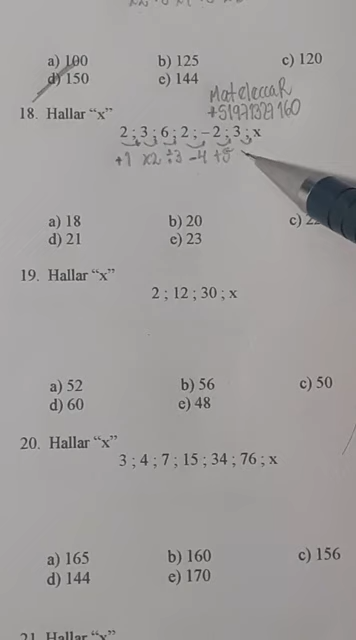 a) 100 b) 125 c) 120
d) 150 e) 144
MateleccaR
+51971321160
18. Hallar “x”
2 ; 3 ; 6 ; 2 ; −2 ; 3 ; x
+1 x2 ÷3 −4 +5
a) 18 b) 20 c)
d) 21 e) 23
19. Hallar “x”
2 ; 12 ; 30 ; x
a) 52 b) 56 c) 50
d) 60 e) 48
20. Hallar “x”
3 ; 4 ; 7 ; 15 ; 34 ; 76 ; x
a) 165 b) 160 c) 156
d) 144 e) 170
21 Hallar “x”